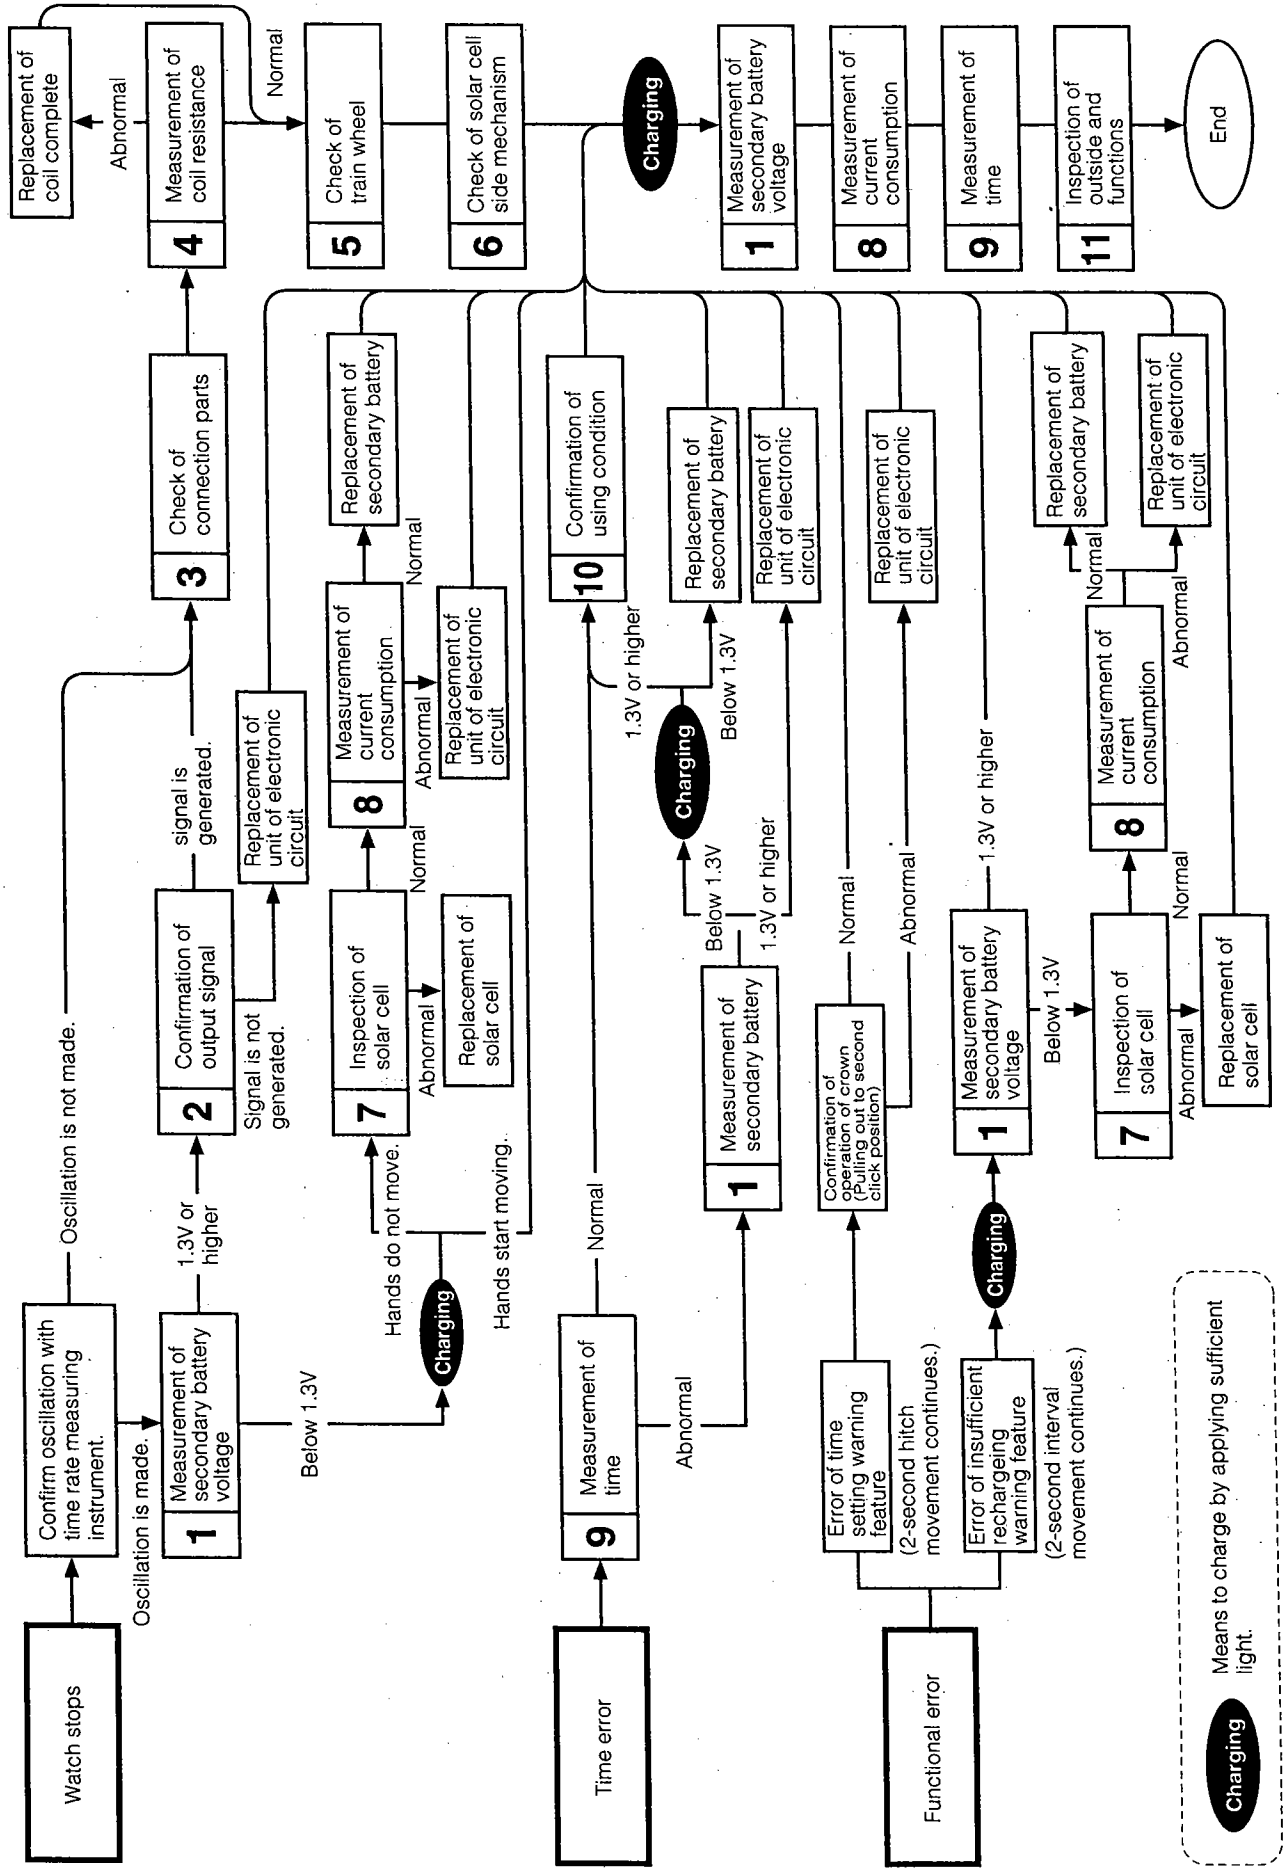 Watch stops
Confirm oscillation with
time rate measuring
instrument.
Oscillation is not made.
Oscillation is made.
1
Measurement of
secondary battery
voltage
1.3V or
higher
Below 1.3V
2
Confirmation of
output signal
signal is
generated.
Signal is not
generated.
Replacement of
unit of electronic
circuit
3
Check of
connection parts
4
Measurement of
coil resistance
Abnormal
Replacement of
coil complete
Normal
5
Check of
train wheel
6
Check of solar cell
side mechanism
Charging
Hands do not move.
Hands start moving.
7
Inspection of
solar cell
Abnormal
Replacement of
solar cell
Normal
8
Measurement of
current
consumption
Normal
Replacement of
secondary battery
Abnormal
Replacement of
unit of electronic
circuit
Charging
1
Measurement of
secondary battery
voltage
8
Measurement of
current
consumption
9
Measurement of
time
11
Inspection of
outside and
functions
End
Time error
9
Measurement of
time
Normal
Abnormal
1
Measurement of
secondary battery
Below 1.3V
1.3V or higher
Charging
1.3V or higher
Below 1.3V
10
Confirmation of
using condition
Replacement of
secondary battery
Replacement of
unit of electronic
circuit
Functional error
Error of time
setting warning
feature
(2-second hitch
movement continues.)
Confirmation of
operation of crown
(Pulling out to second
click position)
Normal
Abnormal
Replacement of
unit of electronic
circuit
Error of insufficient
rechargeing
warning feature
(2-second interval
movement continues.)
Charging
1
Measurement of
secondary battery
voltage
1.3V or higher
Below 1.3V
7
Inspection of
solar cell
Abnormal
Replacement of
solar cell
Normal
8
Measurement of
current
consumption
Normal
Replacement of
secondary battery
Abnormal
Replacement of
unit of electronic
circuit
Charging
Means to charge by applying sufficient
light.